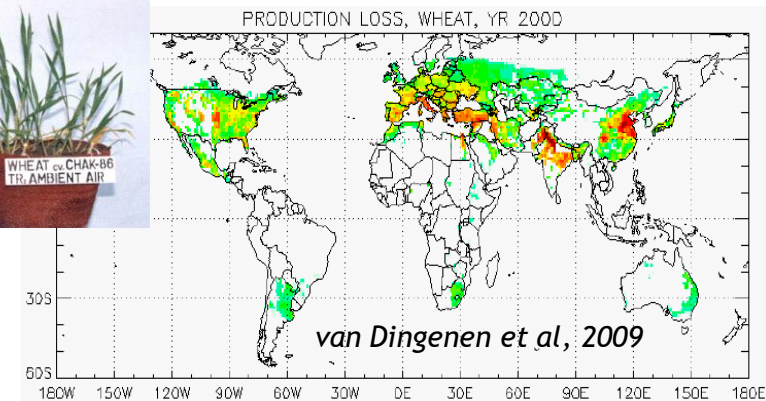 PRODUCTION LOSS, WHEAT, YR 2000
WHEAT cv. CHAK-86
TR: AMBIENT AIR
30S
60S
van Dingenen et al, 2009
180W 150W 120W 90W 60W 30W 0E 30E 60E 90E 120E 150E 180E